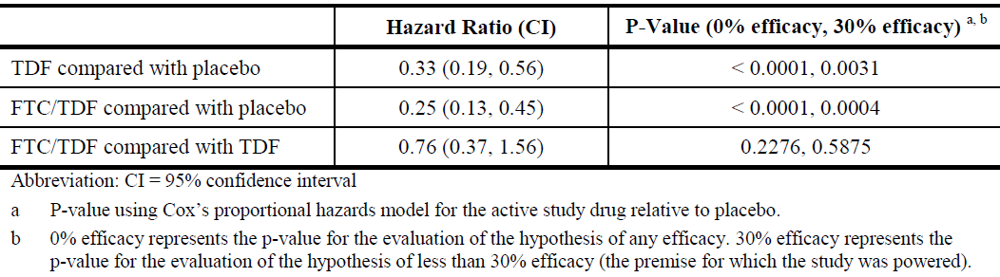 Hazard Ratio (CI) P-Value (0% efficacy, 30% efficacy) a, b
TDF compared with placebo 0.33 (0.19, 0.56) < 0.0001, 0.0031
FTC/TDF compared with placebo 0.25 (0.13, 0.45) < 0.0001, 0.0004
FTC/TDF compared with TDF 0.76 (0.37, 1.56) 0.2276, 0.5875
Abbreviation: CI = 95% confidence interval
a P-value using Cox’s proportional hazards model for the active study drug relative to placebo.
b 0% efficacy represents the p-value for the evaluation of the hypothesis of any efficacy. 30% efficacy represents the
p-value for the evaluation of the hypothesis of less than 30% efficacy (the premise for which the study was powered).